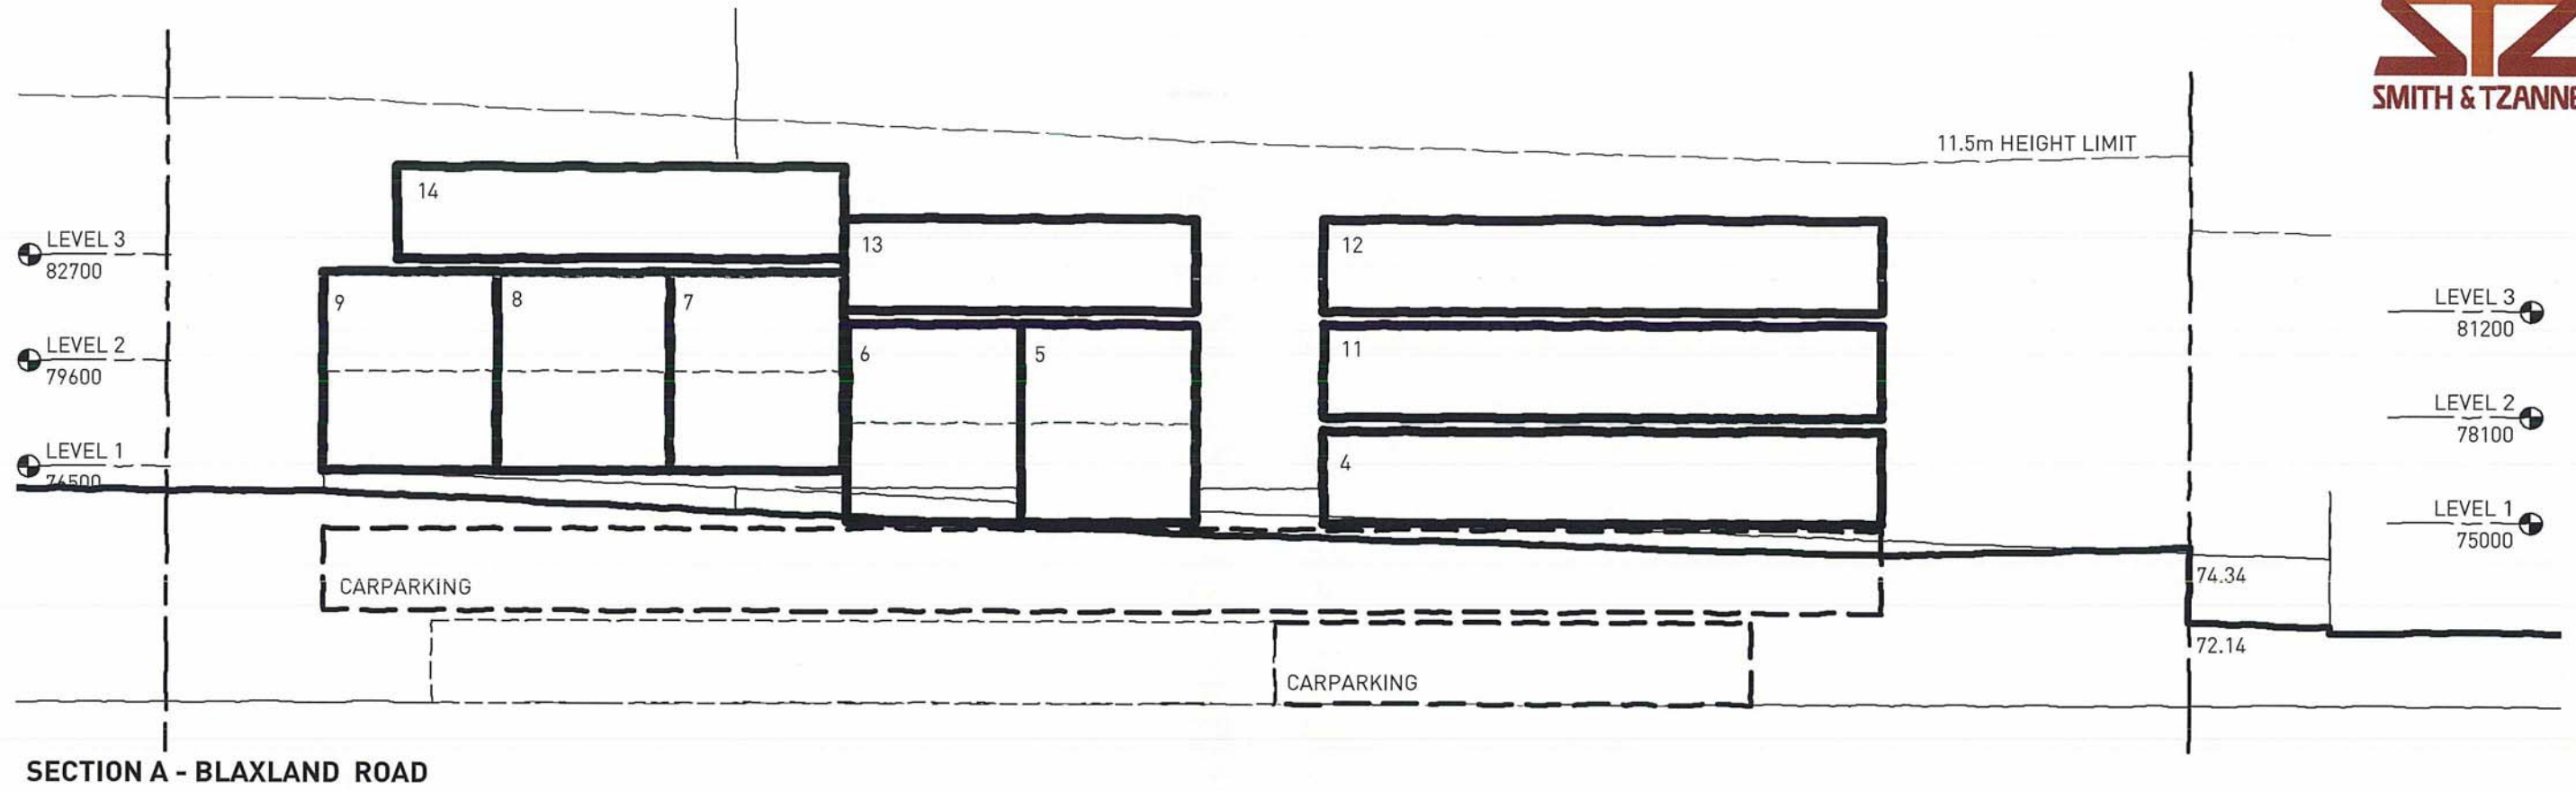 SMITH & TZANNE
11.5m HEIGHT LIMIT
14
13
12
LEVEL 3
82700
9
8
7
LEVEL 3
81200
LEVEL 2
79600
6
5
11
LEVEL 2
78100
LEVEL 1
74500
4
LEVEL 1
75000
CARPARKING
74.34
72.14
CARPARKING
SECTION A - BLAXLAND ROAD